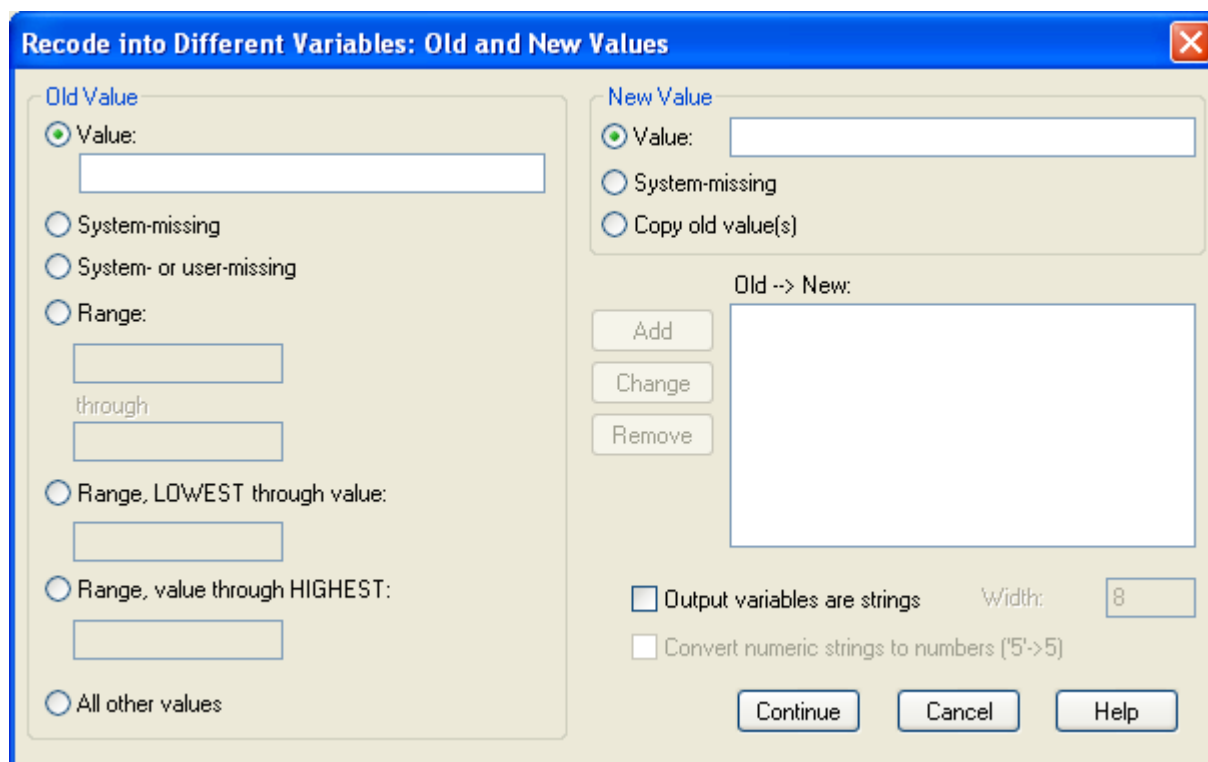 Recode into Different Variables: Old and New Values
Old Value
Value:
System-missing
System- or user-missing
Range:
through
Range, LOWEST through value:
Range, value through HIGHEST:
All other values
New Value
Value:
System-missing
Copy old value(s)
Old --> New:
Add
Change
Remove
Output variables are strings Width: 8
Convert numeric strings to numbers ('5'->5)
Continue Cancel Help